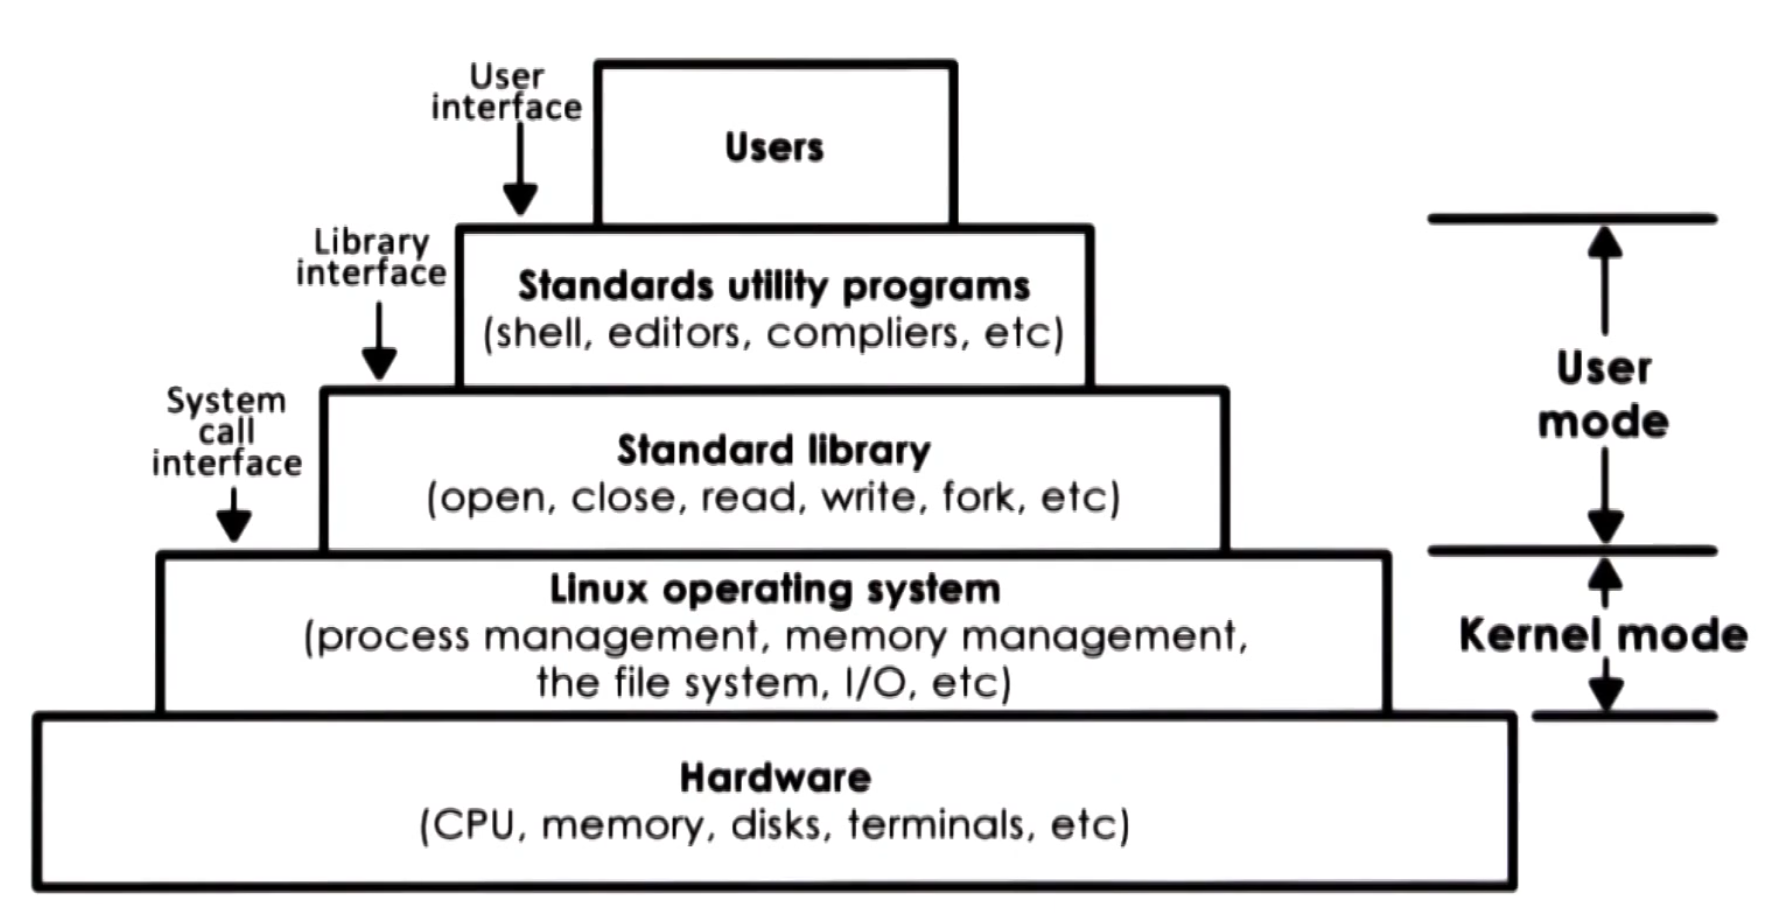 User
interface
Users
Library
interface
Standards utility programs
(shell, editors, compliers, etc)
User
mode
System
call
interface
Standard library
(open, close, read, write, fork, etc)
Linux operating system
(process management, memory management,
the file system, I/O, etc)
Kernel mode
Hardware
(CPU, memory, disks, terminals, etc)